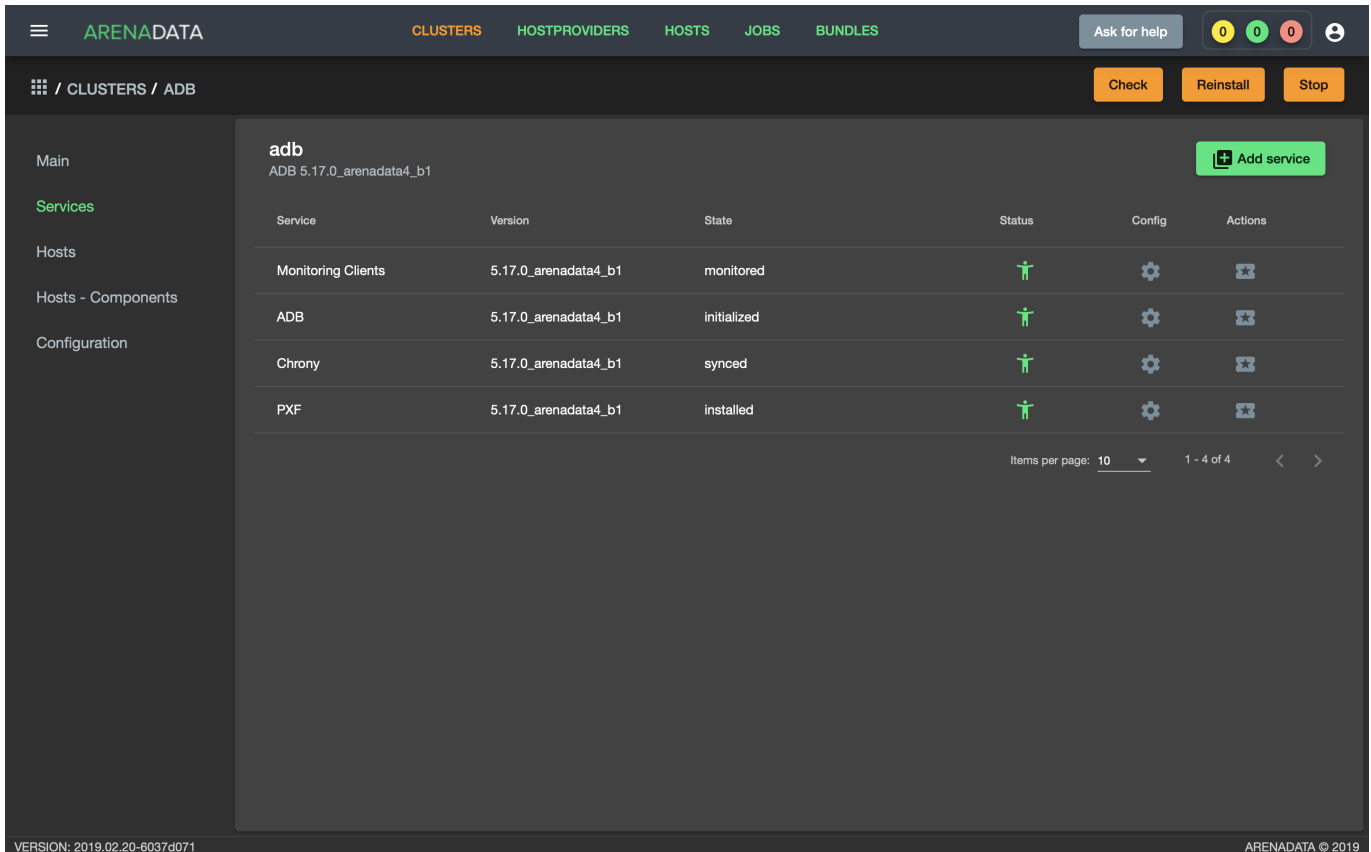 ARENADATA CLUSTERS HOSTPROVIDERS HOSTS JOBS BUNDLES Ask for help 0 0 0
/ CLUSTERS / ADB Check Reinstall Stop
Main
Services
Hosts
Hosts - Components
Configuration
adb
ADB 5.17.0_arenadata4_b1
Add service
Service Version State Status Config Actions
Monitoring Clients 5.17.0_arenadata4_b1 monitored
ADB 5.17.0_arenadata4_b1 initialized
Chrony 5.17.0_arenadata4_b1 synced
PXF 5.17.0_arenadata4_b1 installed
Items per page: 10 1 - 4 of 4
VERSION: 2019.02.20-6037d071 ARENADATA © 2019